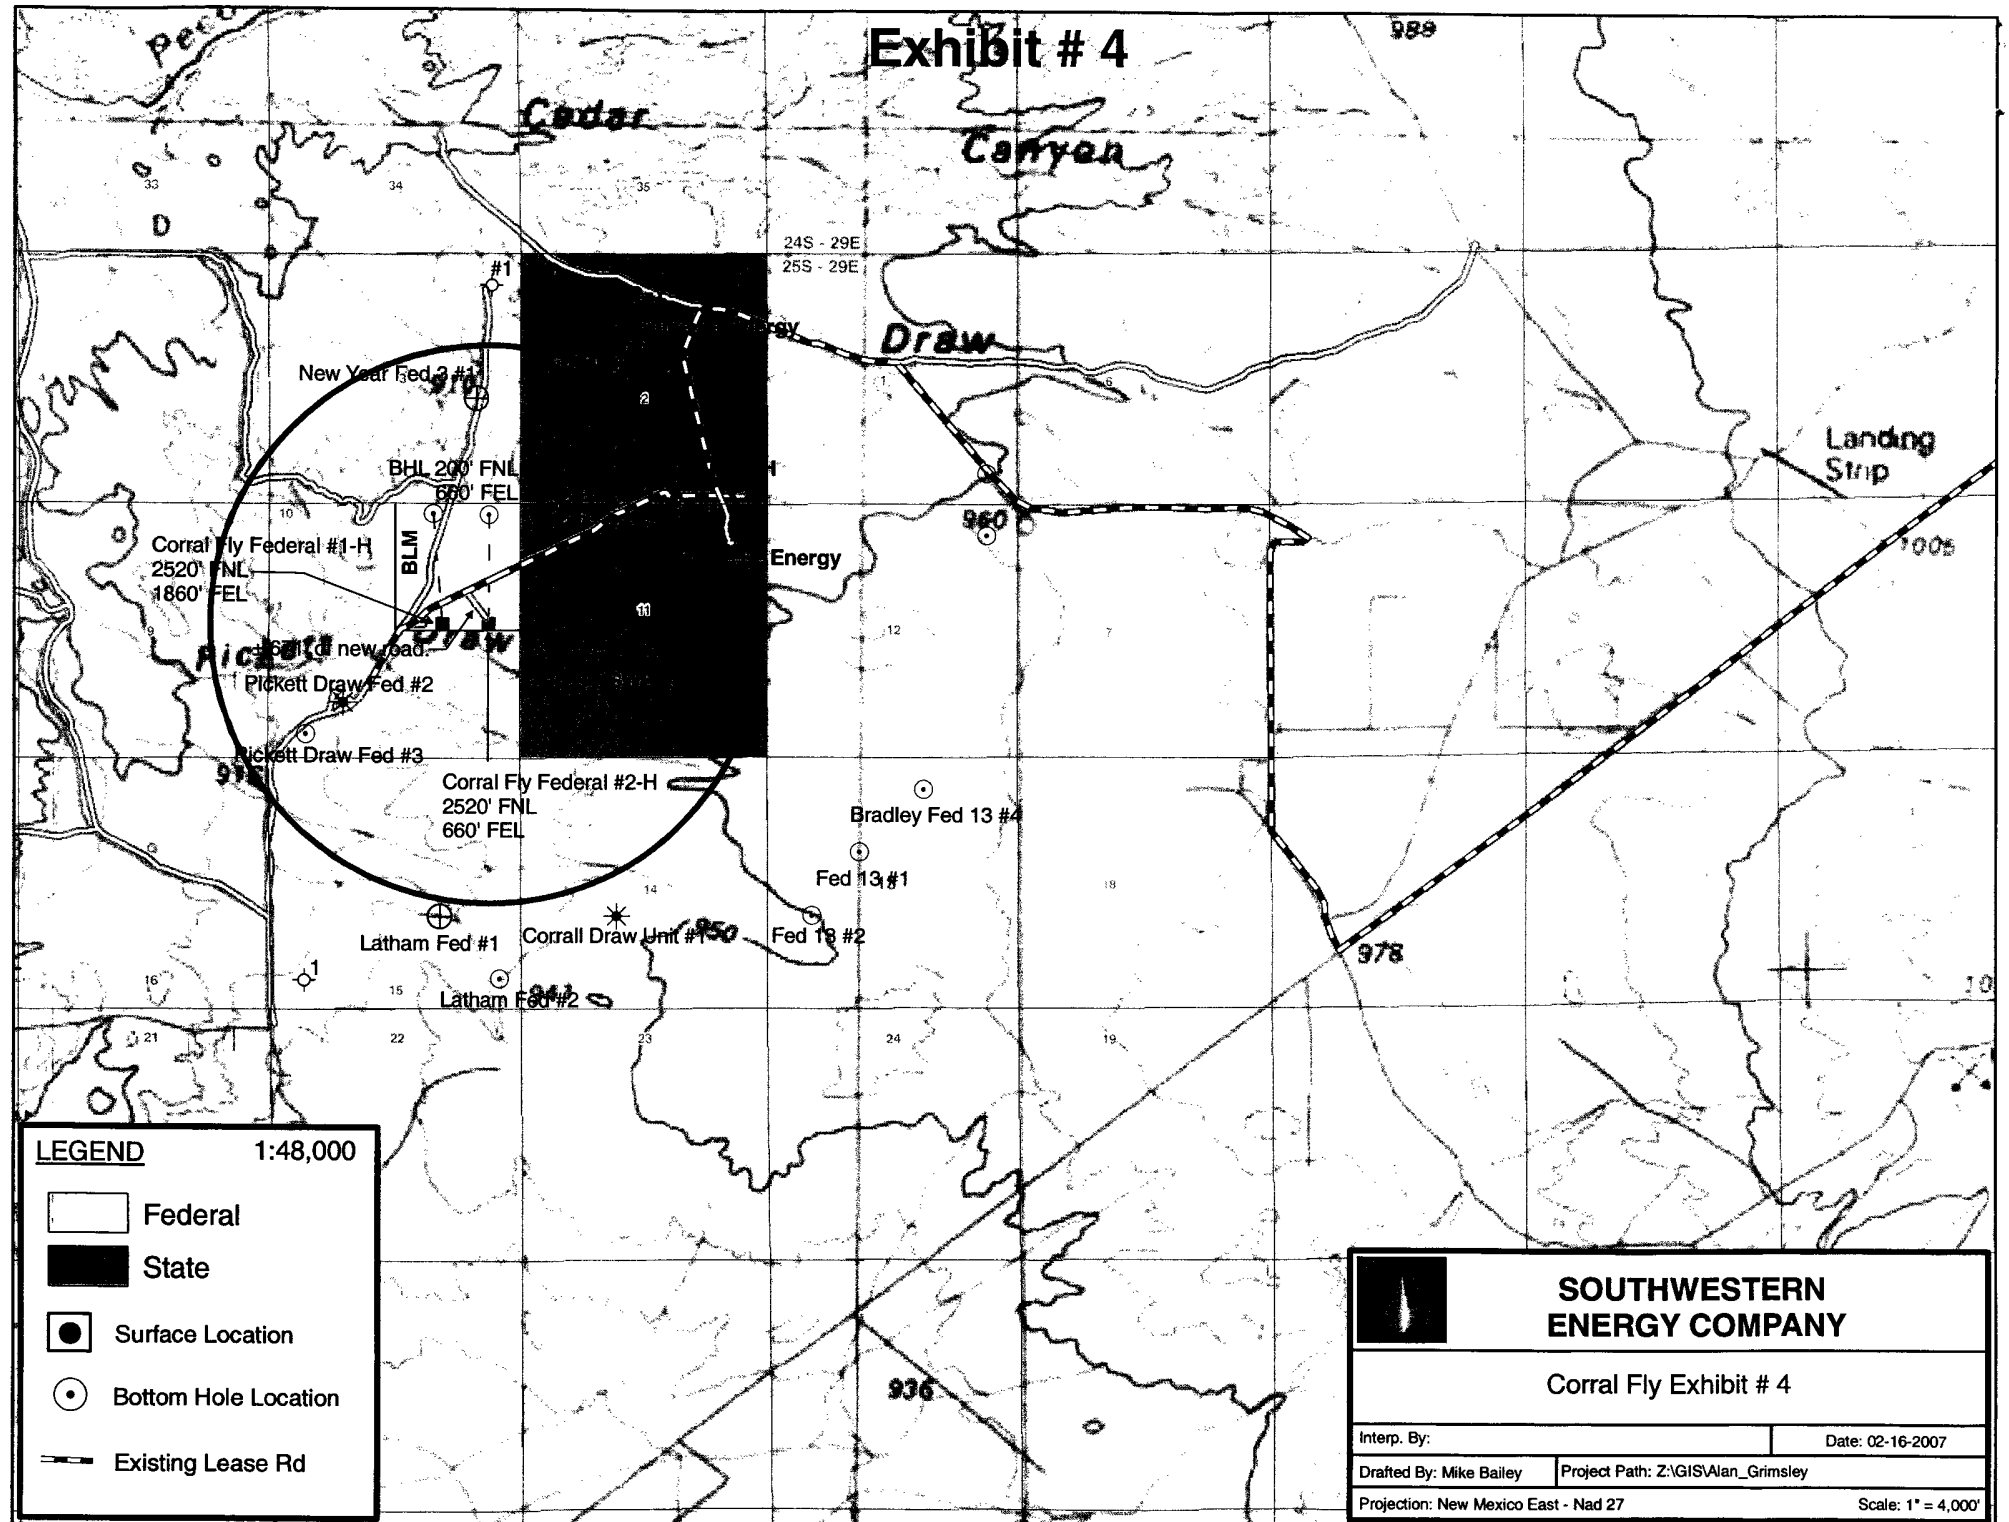 Exhibit # 4
989
Cedar
Canyon
33
34
35
D
24S - 29E
25S - 29E
#1
Draw
New Year Fed 3 #1
2
1
6
Landing
Strip
BHL 200' FNL
660' FEL
10
960
1005
BLM
Corral Fly Federal #1-H
2520' FNL
1860' FEL
Energy
9
11
12
7
Draw
of new road.
Pickett Draw Fed #2
Pickett Draw Fed #3
Corral Fly Federal #2-H
2520' FNL
660' FEL
Bradley Fed 13 #4
Fed 13 #1
14
18
Latham Fed #1
Corrall Draw Unit #1
950
Fed 13 #2
978
1
16
15
Latham Fed #2
21
22
23
24
19
936
LEGEND 1:48,000
Federal
State
Surface Location
Bottom Hole Location
Existing Lease Rd
SOUTHWESTERN
ENERGY COMPANY
Corral Fly Exhibit # 4
Interp. By:
Date: 02-16-2007
Drafted By: Mike Bailey
Project Path: Z:\GIS\Alan_Grimsley
Projection: New Mexico East - Nad 27
Scale: 1" = 4,000'